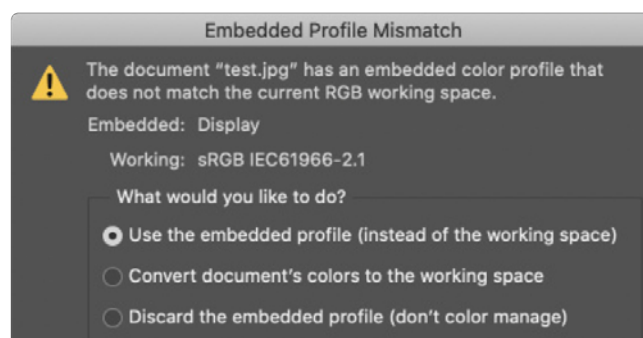 Embedded Profile Mismatch
The document “test.jpg” has an embedded color profile that
does not match the current RGB working space.
Embedded: Display
Working: sRGB IEC61966-2.1
What would you like to do?
Use the embedded profile (instead of the working space)
Convert document’s colors to the working space
Discard the embedded profile (don’t color manage)